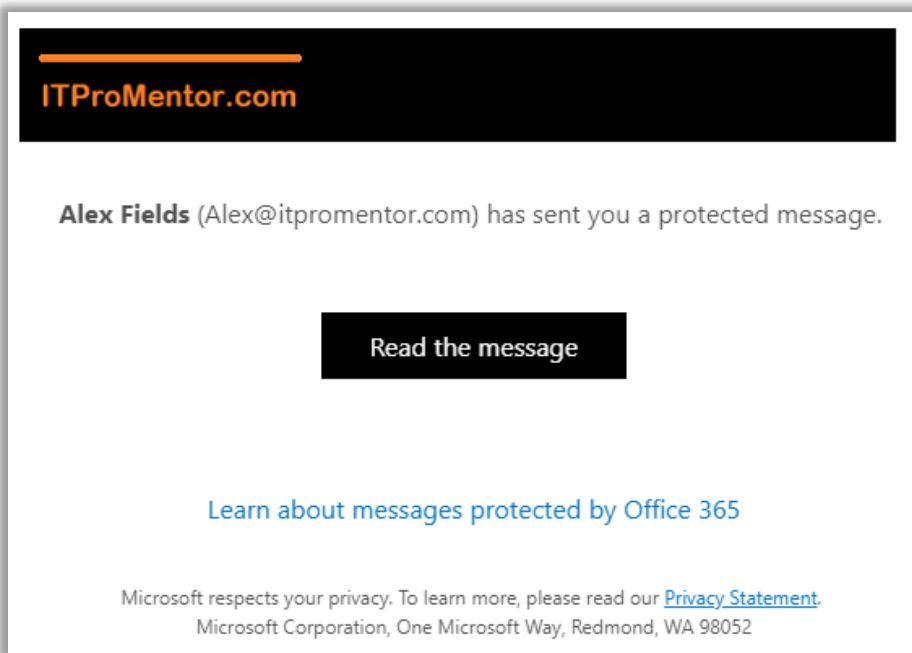 ITProMentor.com
Alex Fields (Alex@itpromentor.com) has sent you a protected message.
Read the message
Learn about messages protected by Office 365
Microsoft respects your privacy. To learn more, please read our Privacy Statement.
Microsoft Corporation, One Microsoft Way, Redmond, WA 98052